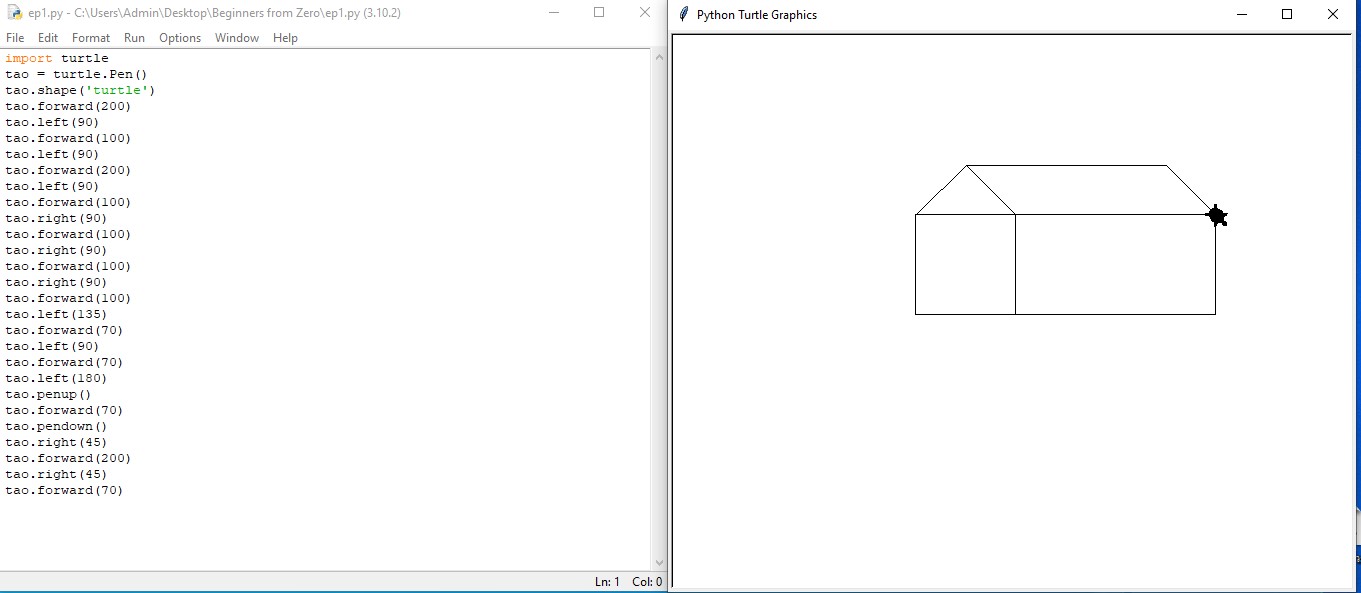 ep1.py - C:\Users\Admin\Desktop\Beginners from Zero\ep1.py (3.10.2)
File Edit Format Run Options Window Help
import turtle
tao = turtle.Pen()
tao.shape('turtle')
tao.forward(200)
tao.left(90)
tao.forward(100)
tao.left(90)
tao.forward(200)
tao.left(90)
tao.forward(100)
tao.right(90)
tao.forward(100)
tao.right(90)
tao.forward(100)
tao.right(90)
tao.forward(100)
tao.left(135)
tao.forward(70)
tao.left(90)
tao.forward(70)
tao.left(180)
tao.penup()
tao.forward(70)
tao.pendown()
tao.right(45)
tao.forward(200)
tao.right(45)
tao.forward(70)
Ln: 1 Col: 0
Python Turtle Graphics